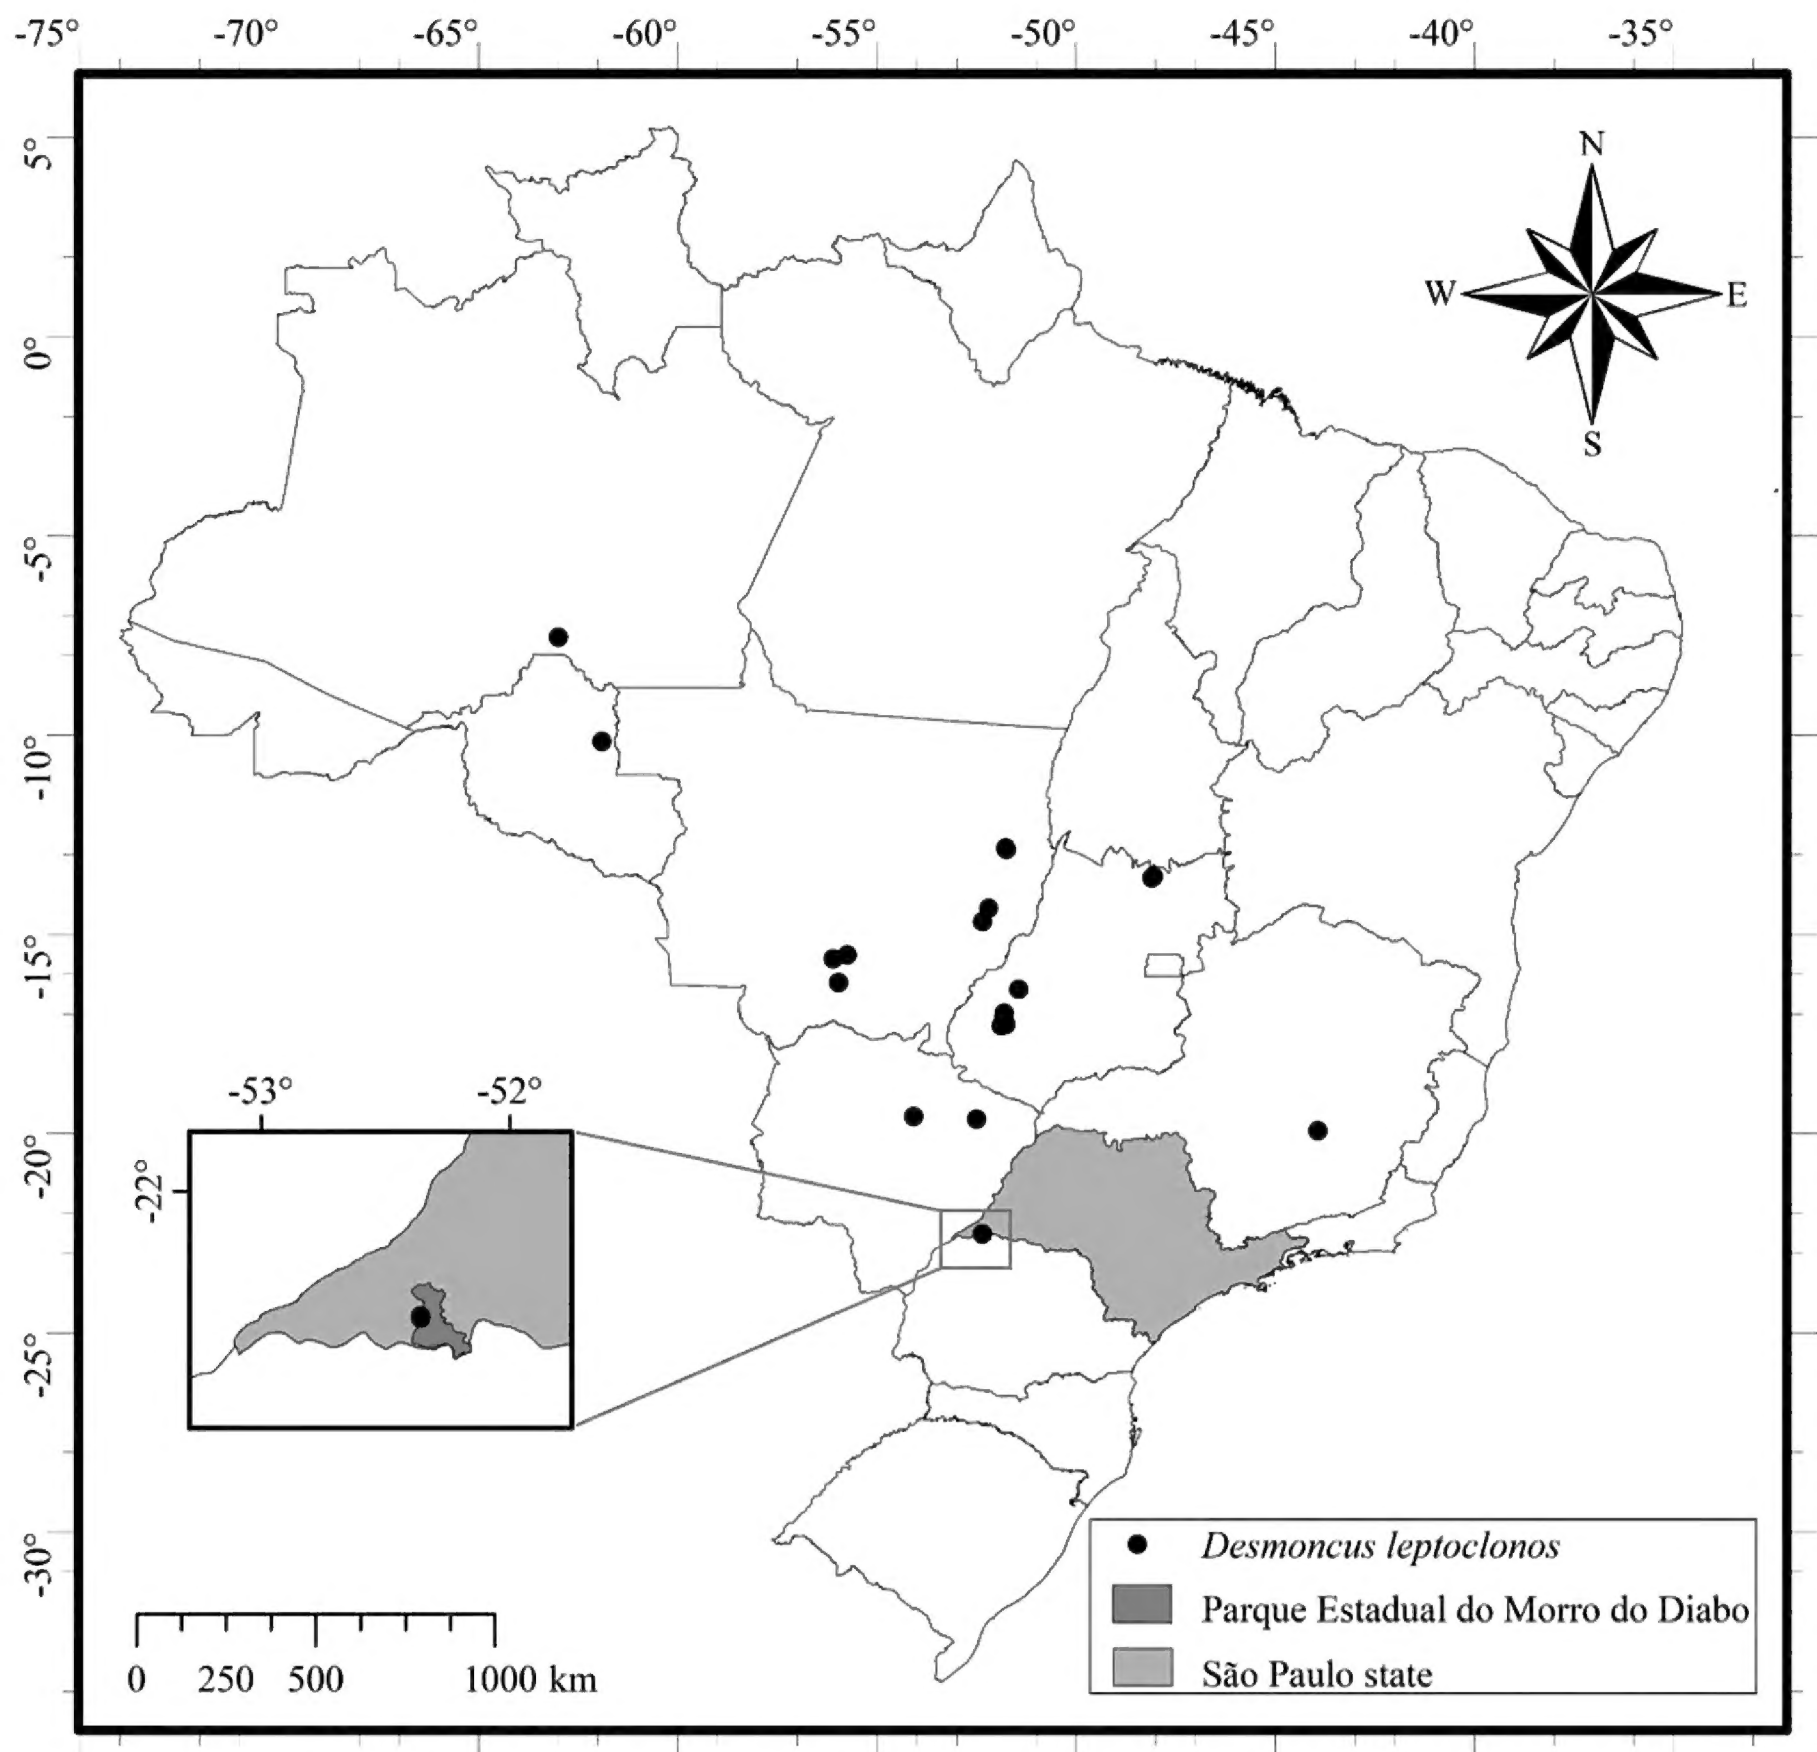 -75° -70° -65° -60° -55° -50° -45° -40° -35°
5°
0°
-5°
-10°
-15°
-20°
-25°
-30°
N
W E
S
-53° -52°
-22°
Desmoncus leptoclonos
Parque Estadual do Morro do Diabo
São Paulo state
0 250 500 1000 km